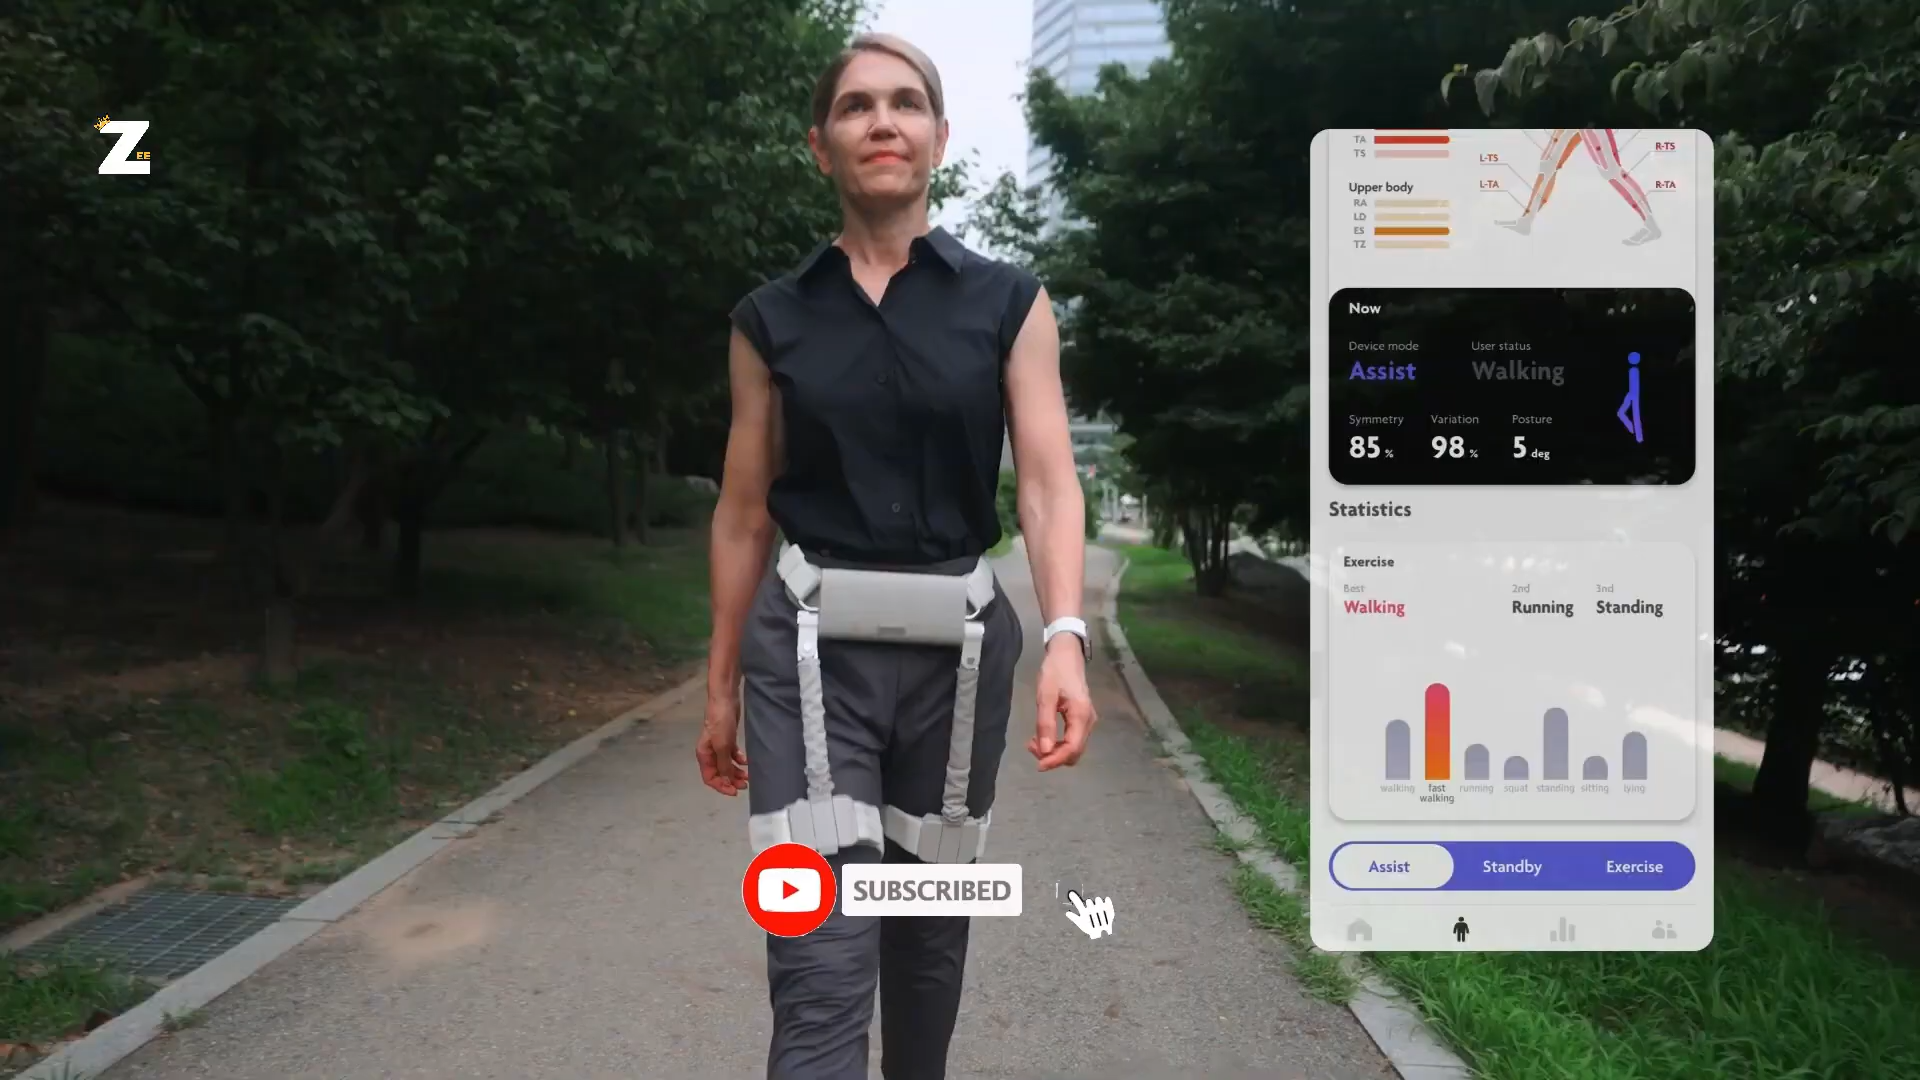 ZEE
TA
TS
L-TS
R-TS
L-TA
R-TA
Upper body
RA
LD
ES
TZ
Now
Device mode
User status
Assist
Walking
Symmetry
Variation
Posture
85 %
98 %
5 deg
Statistics
Exercise
Best
2nd
3nd
Walking
Running
Standing
walking
fast walking
running
squat
standing
sitting
lying
Assist
Standby
Exercise
SUBSCRIBED